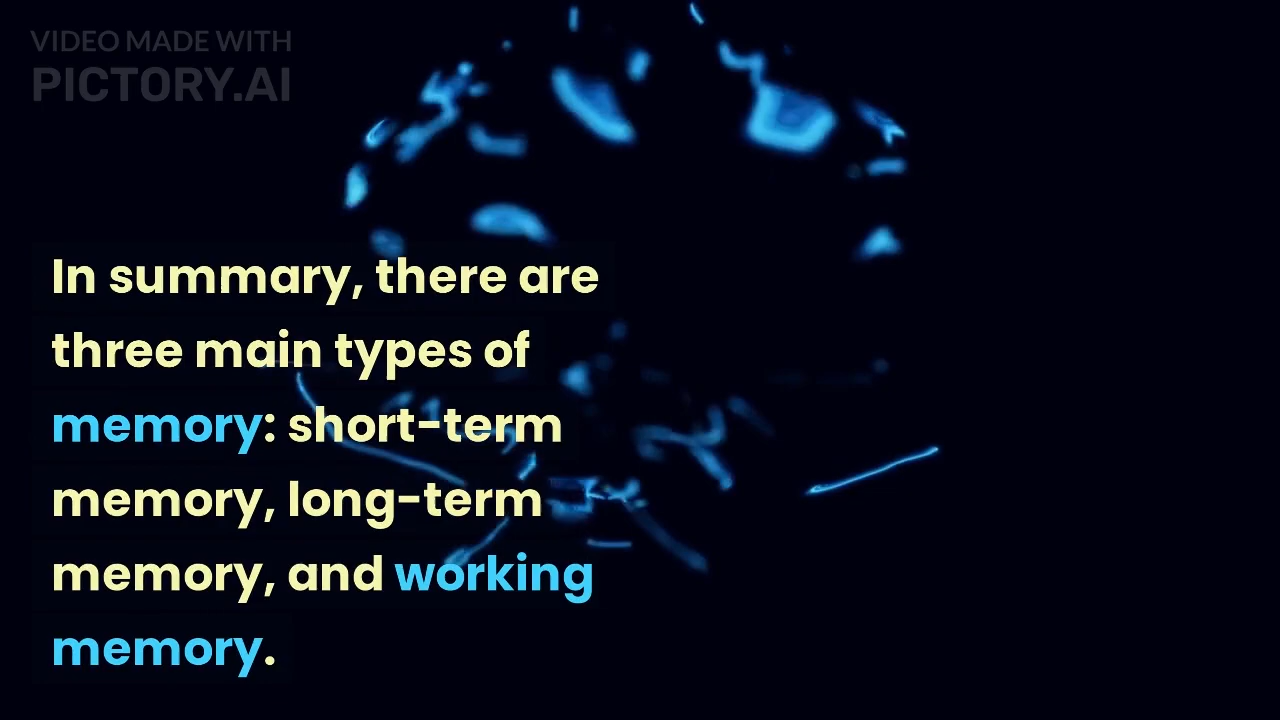 VIDEO MADE WITH
PICTORY.AI
In summary, there are
three main types of
memory: short-term
memory, long-term
memory, and working
memory.